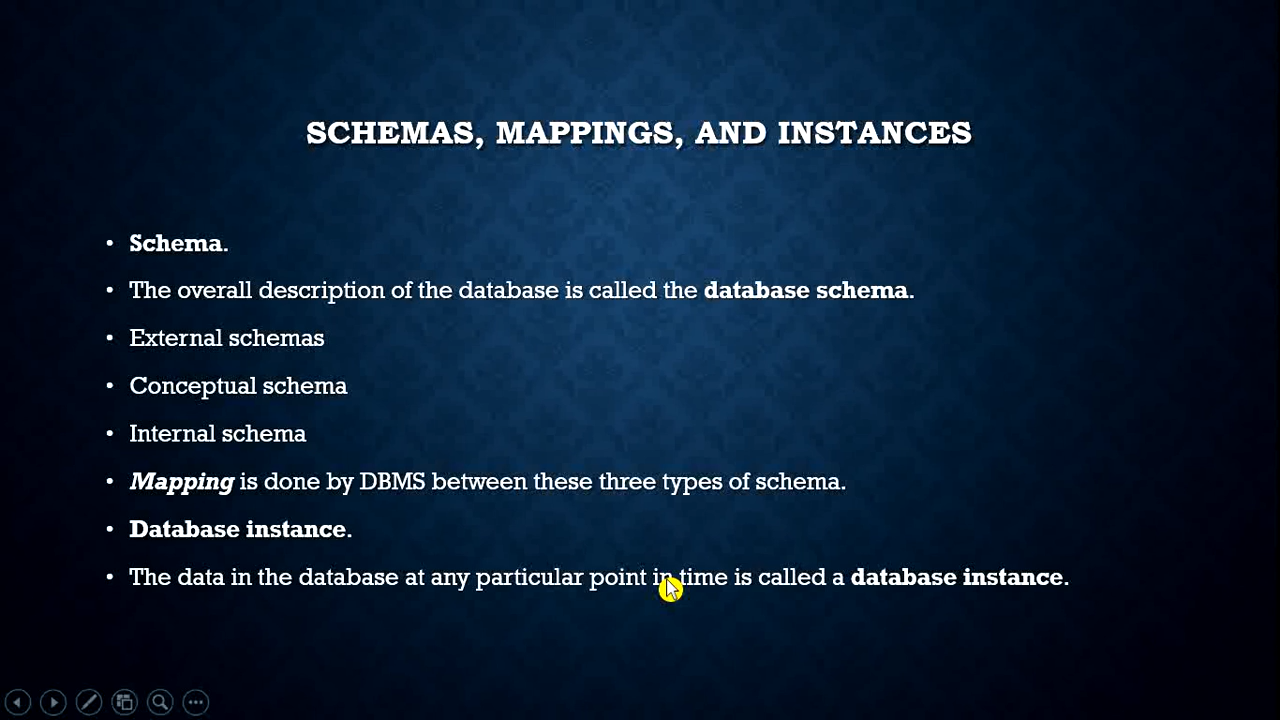 SCHEMAS, MAPPINGS, AND INSTANCES
• Schema.
• The overall description of the database is called the database schema.
• External schemas
• Conceptual schema
• Internal schema
• Mapping is done by DBMS between these three types of schema.
• Database instance.
• The data in the database at any particular point in time is called a database instance.